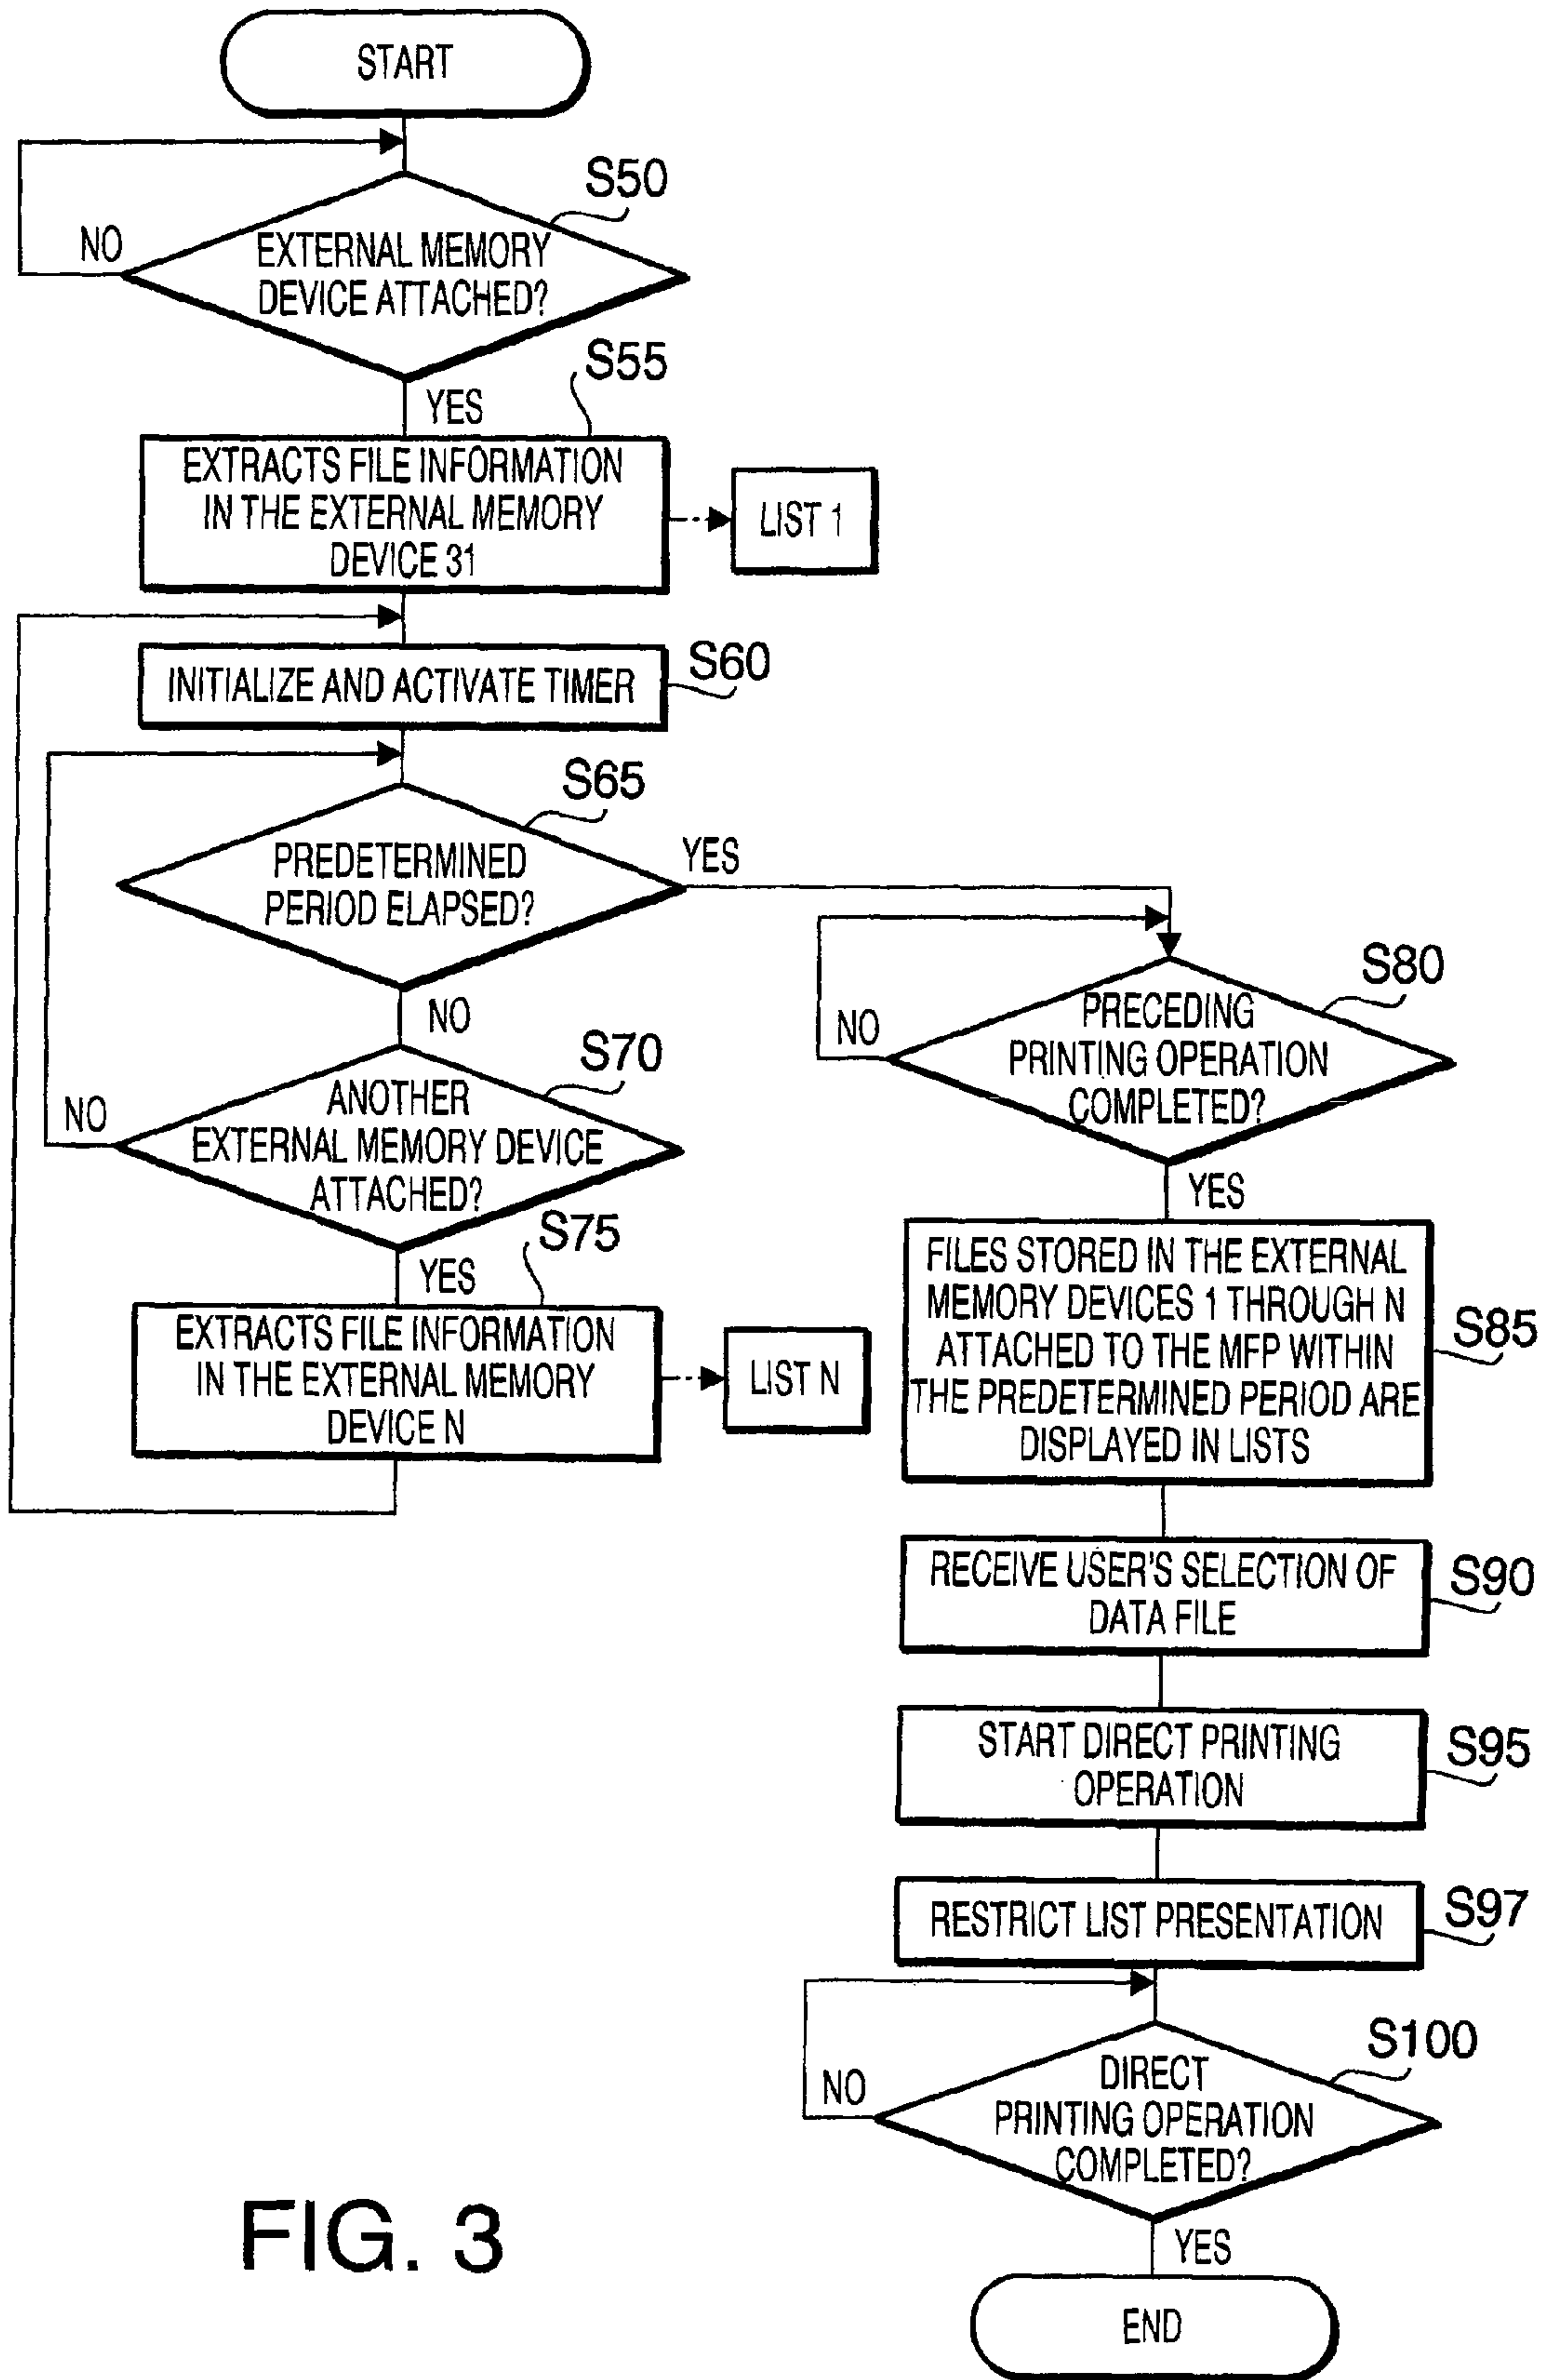 START
S50
NO
EXTERNAL MEMORY
DEVICE ATTACHED?
S55
YES
EXTRACTS FILE INFORMATION
IN THE EXTERNAL MEMORY
DEVICE 31
LIST 1
INITIALIZE AND ACTIVATE TIMER
S60
S65
PREDETERMINED
PERIOD ELAPSED?
YES
NO
S70
NO
ANOTHER
EXTERNAL MEMORY DEVICE
ATTACHED?
S75
YES
EXTRACTS FILE INFORMATION
IN THE EXTERNAL MEMORY
DEVICE N
LIST N
S80
NO
PRECEDING
PRINTING OPERATION
COMPLETED?
YES
FILES STORED IN THE EXTERNAL
MEMORY DEVICES 1 THROUGH N
ATTACHED TO THE MFP WITHIN
THE PREDETERMINED PERIOD ARE
DISPLAYED IN LISTS
S85
RECEIVE USER'S SELECTION OF
DATA FILE
S90
START DIRECT PRINTING
OPERATION
S95
RESTRICT LIST PRESENTATION
S97
S100
NO
DIRECT
PRINTING OPERATION
COMPLETED?
YES
END
FIG. 3